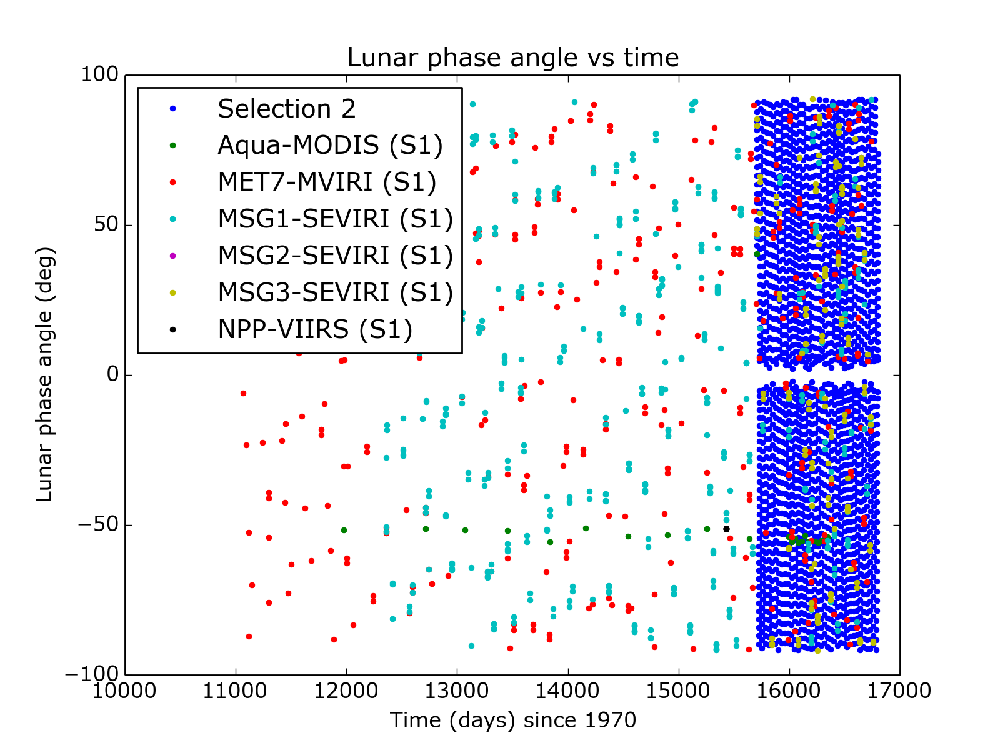 Lunar phase angle vs time
100
50
0
−50
−100
Lunar phase angle (deg)
Selection 2
Aqua-MODIS (S1)
MET7-MVIRI (S1)
MSG1-SEVIRI (S1)
MSG2-SEVIRI (S1)
MSG3-SEVIRI (S1)
NPP-VIIRS (S1)
10000 11000 12000 13000 14000 15000 16000 17000
Time (days) since 1970